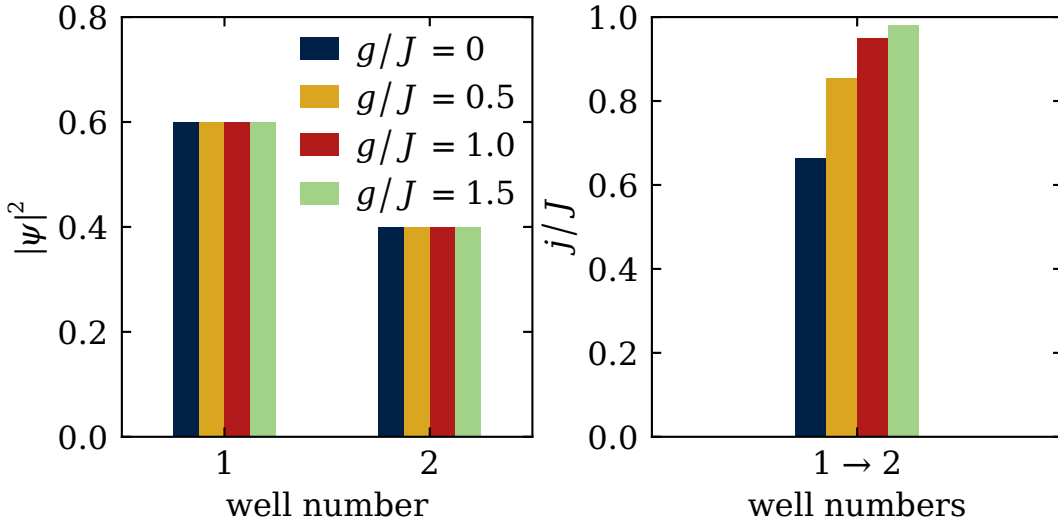 0.8
0.6
0.4
0.2
0.0
|ψ|²
g/J = 0
g/J = 0.5
g/J = 1.0
g/J = 1.5
1 2
well number
1.0
0.8
0.6
0.4
0.2
0.0
j/J
1 → 2
well numbers